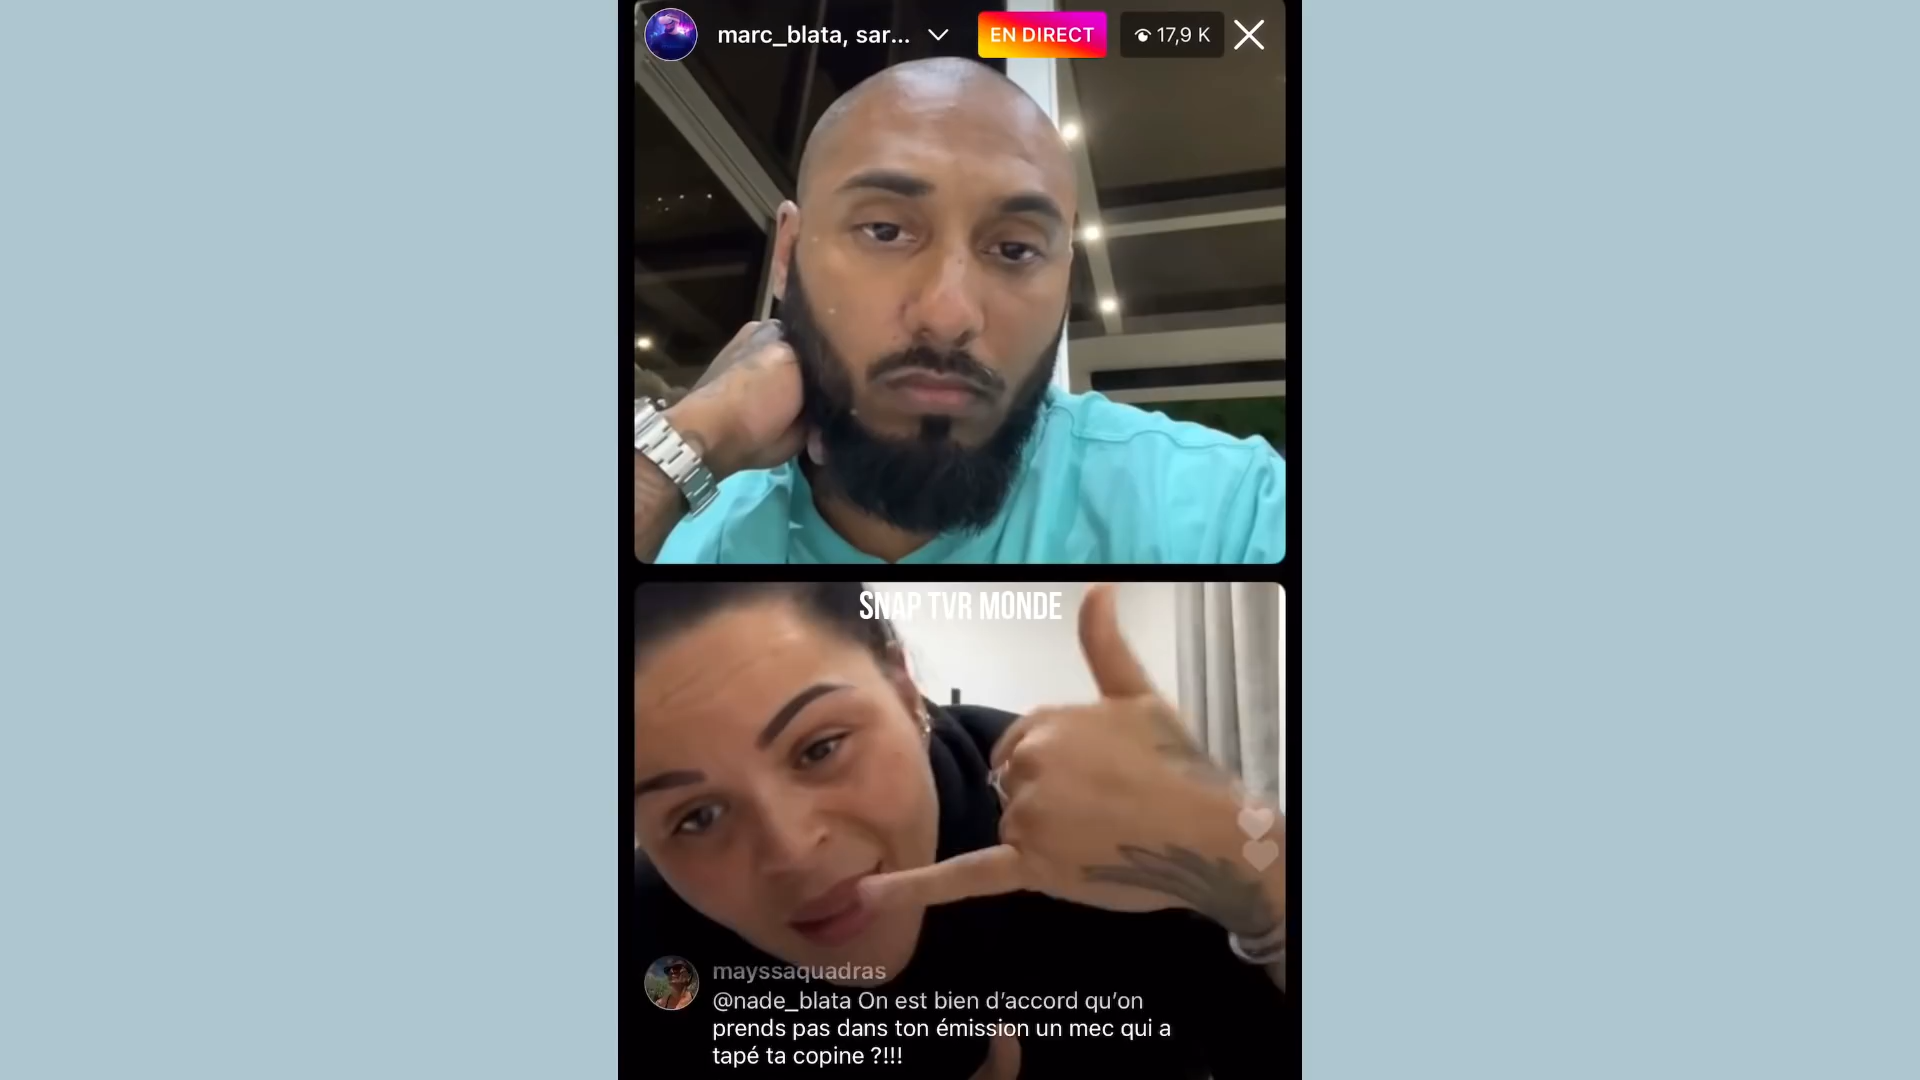 marc_blata, sar...
EN DIRECT
17,9 K
SNAP TVR MONDE
mayssaquadras
@nade_blata On est bien d’accord qu’on
prends pas dans ton émission un mec qui a
tapé ta copine ?!!!